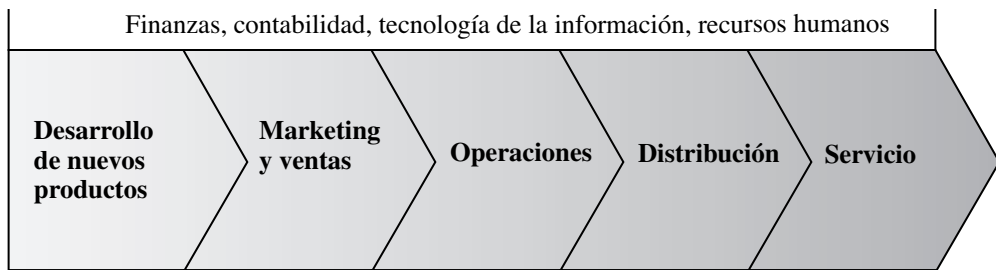 Finanzas, contabilidad, tecnología de la información, recursos humanos
Desarrollo
de nuevos
productos
Marketing
y ventas
Operaciones
Distribución
Servicio